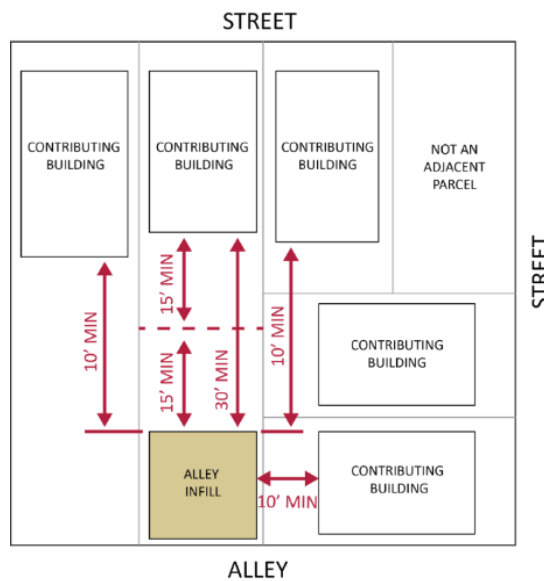 STREET
CONTRIBUTING
BUILDING
CONTRIBUTING
BUILDING
CONTRIBUTING
BUILDING
NOT AN
ADJACENT
PARCEL
STREET
15' MIN
10' MIN
15' MIN
30' MIN
10' MIN
CONTRIBUTING
BUILDING
ALLEY
INFILL
10' MIN
CONTRIBUTING
BUILDING
ALLEY